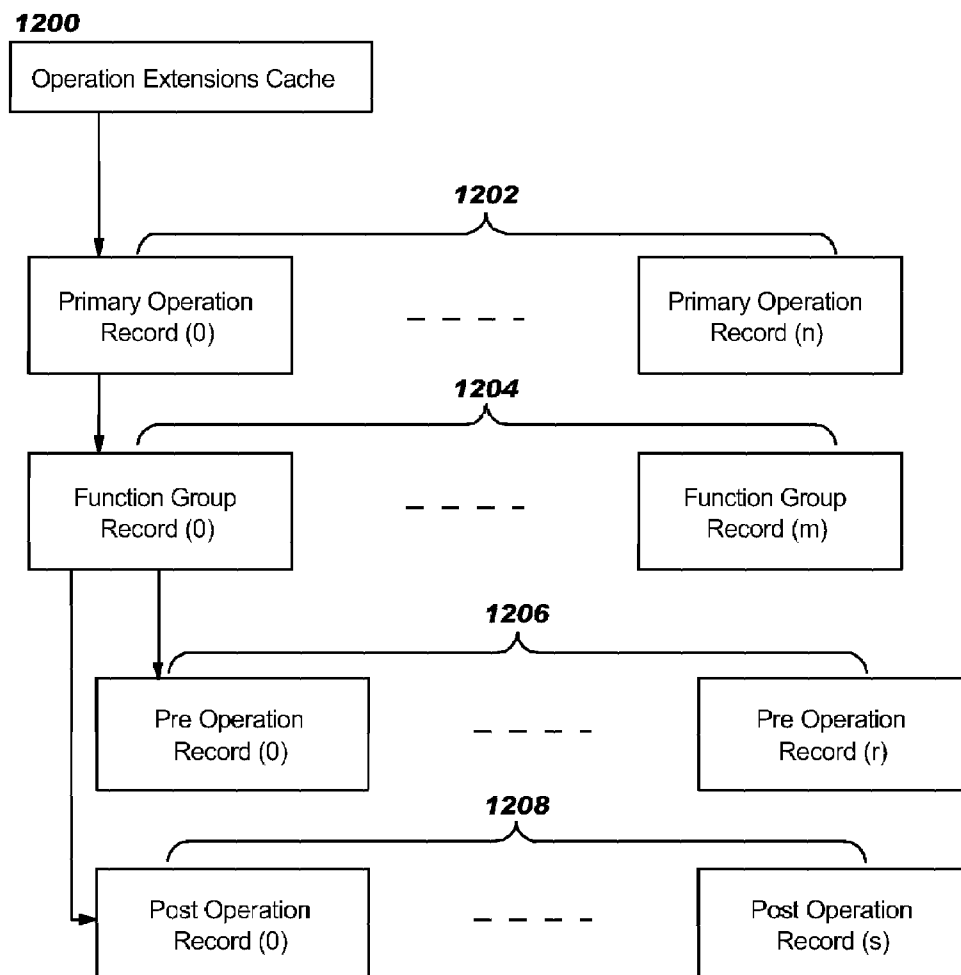 1200
Operation Extensions Cache
1202
Primary Operation
Record (0)
Primary Operation
Record (n)
1204
Function Group
Record (0)
Function Group
Record (m)
1206
Pre Operation
Record (0)
Pre Operation
Record (r)
1208
Post Operation
Record (0)
Post Operation
Record (s)